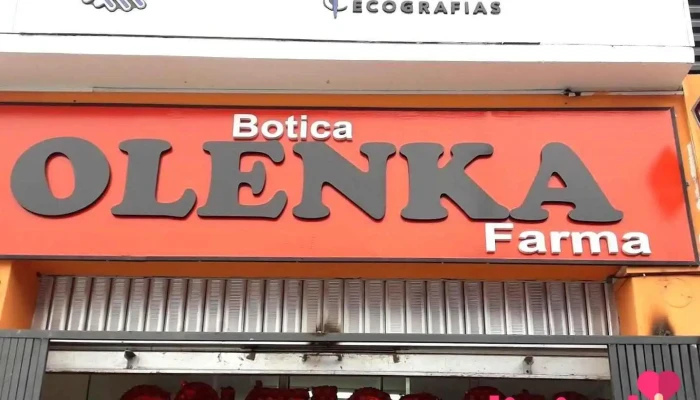 ECOGRAFIAS
Botica
OLENKA
Farma